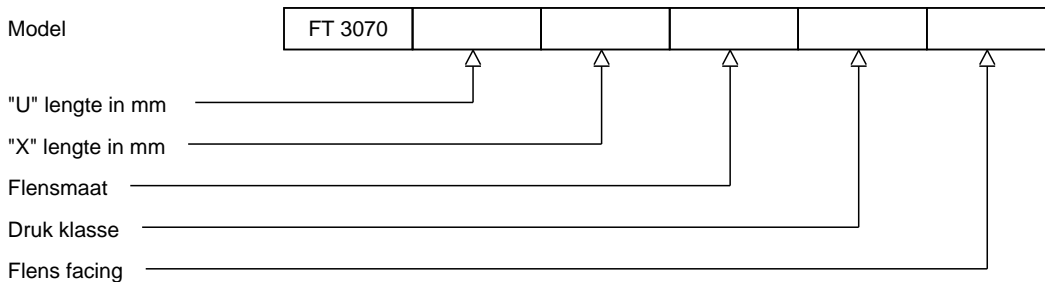 Model FT 3070
"U" lengte in mm
"X" lengte in mm
Flensmaat
Druk klasse
Flens facing